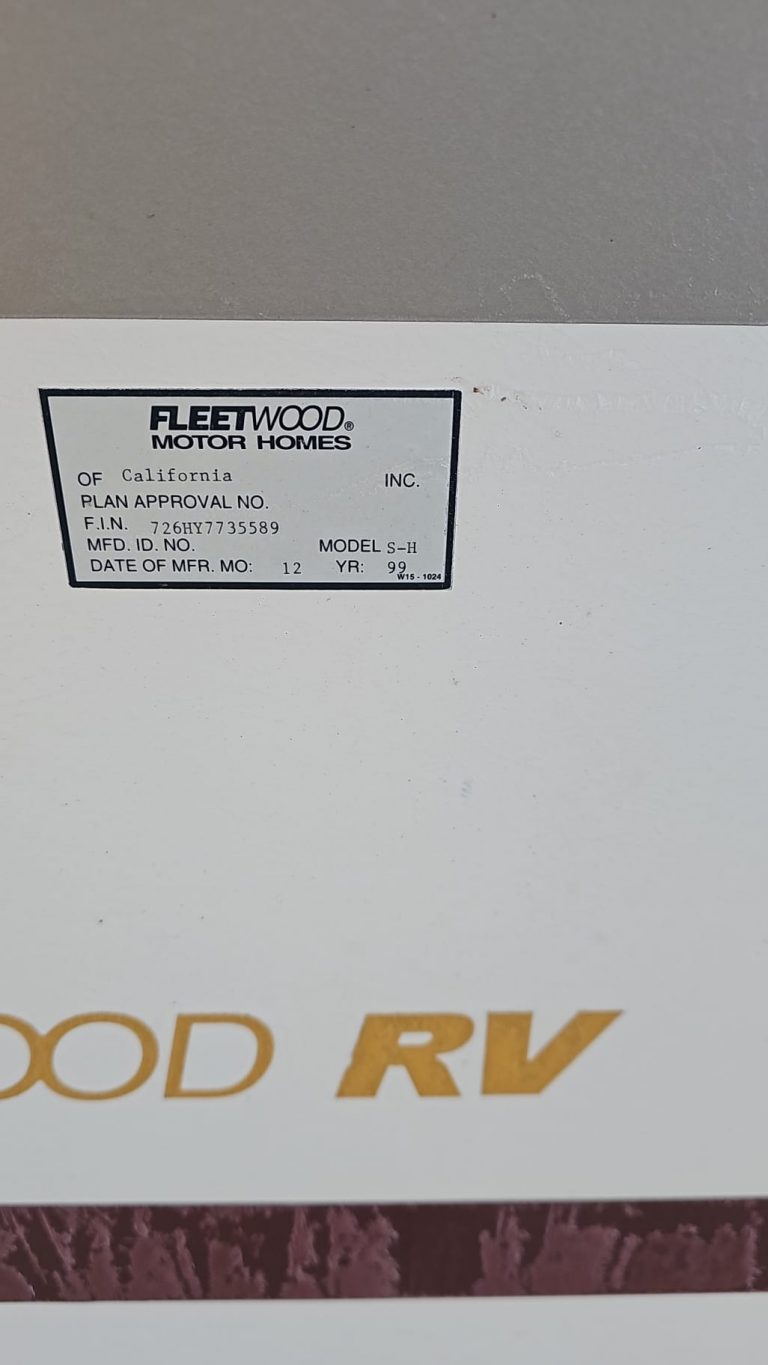 FLEETWOOD®
MOTOR HOMES
OF California INC.
PLAN APPROVAL NO.
F.I.N. 726HY7735589
MFD. ID. NO. MODEL S-H
DATE OF MFR. MO: 12 YR: 99
W15 - 1024
OOD RV